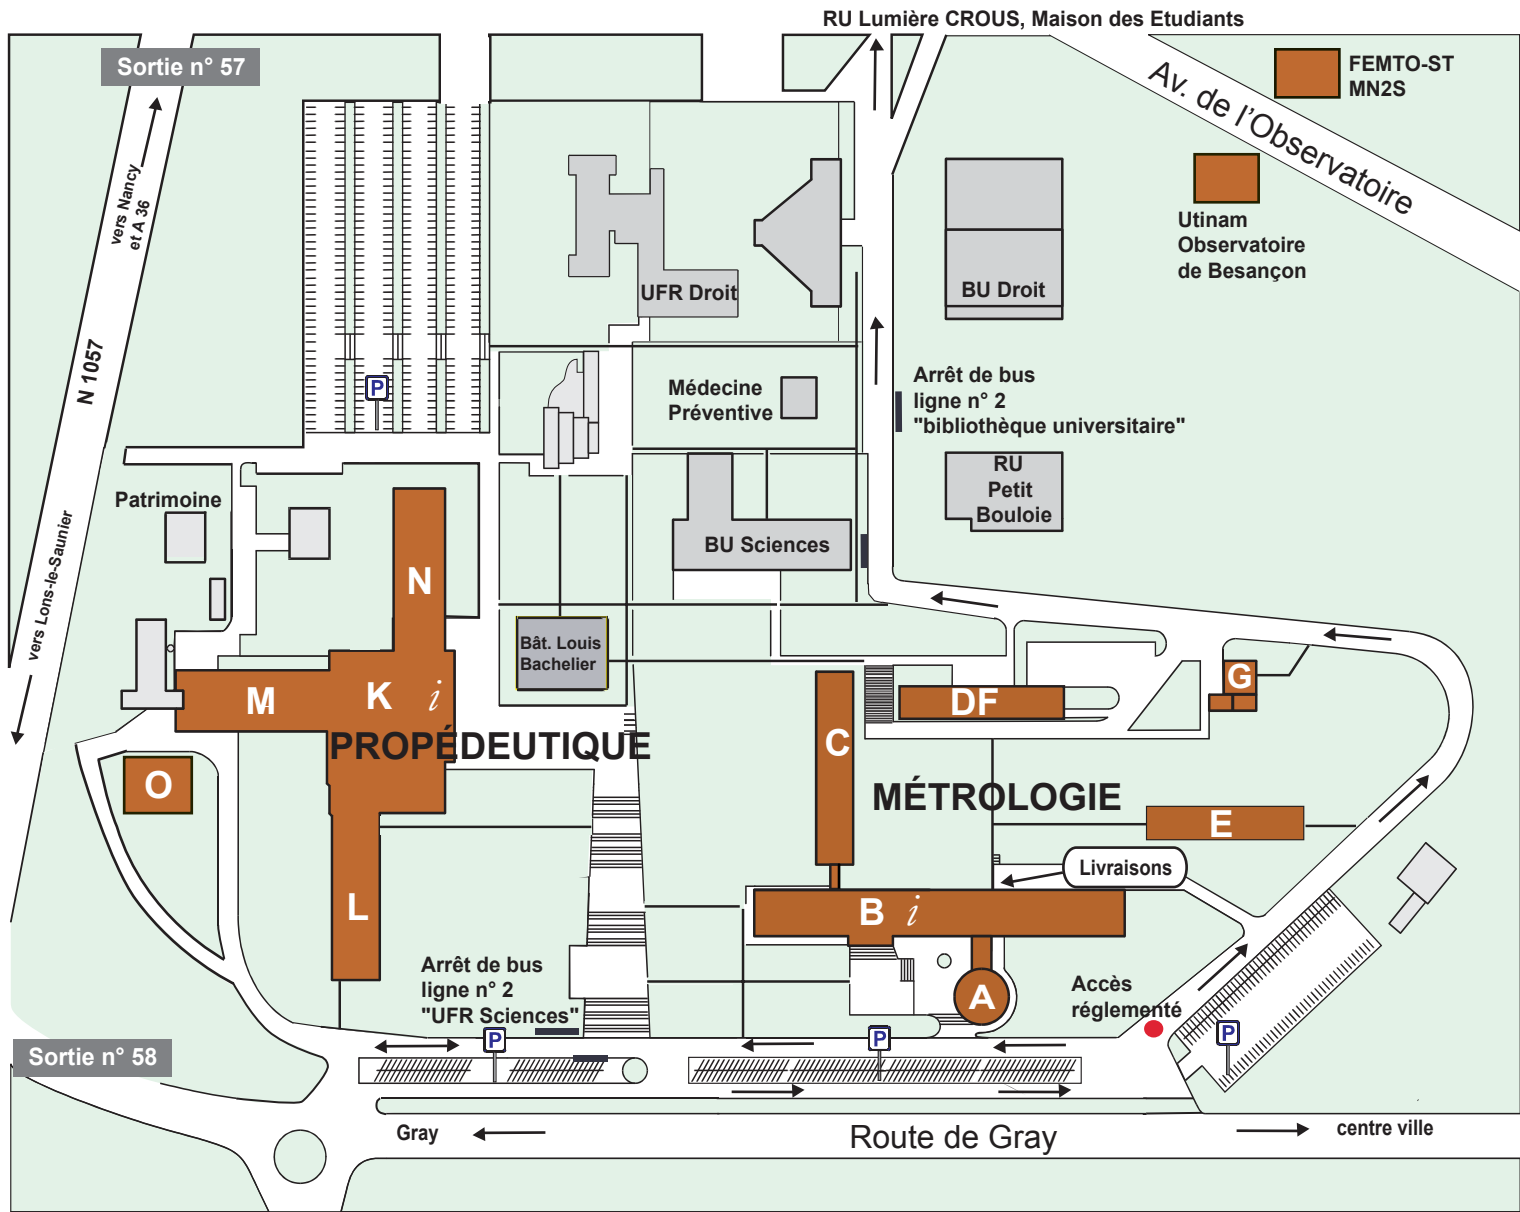 RU Lumière CROUS, Maison des Etudiants
Sortie n° 57
FEMTO-ST
MN2S
Av. de l'Observatoire
vers Nancy
et A 36
Utinam
Observatoire
de Besançon
UFR Droit
BU Droit
N 1057
P
Médecine
Préventive
Arrêt de bus
ligne n° 2
"bibliothèque universitaire"
RU
Petit
Bouloie
Patrimoine
vers Lons-le-Saunier
BU Sciences
N
Bât. Louis
Bachelier
M
K i
G
DF
C
PROPÉDEUTIQUE
O
MÉTROLOGIE
E
Livraisons
L
B i
Arrêt de bus
ligne n° 2
"UFR Sciences"
A
Accès
réglementé
P
P
P
Sortie n° 58
Gray
Route de Gray
centre ville